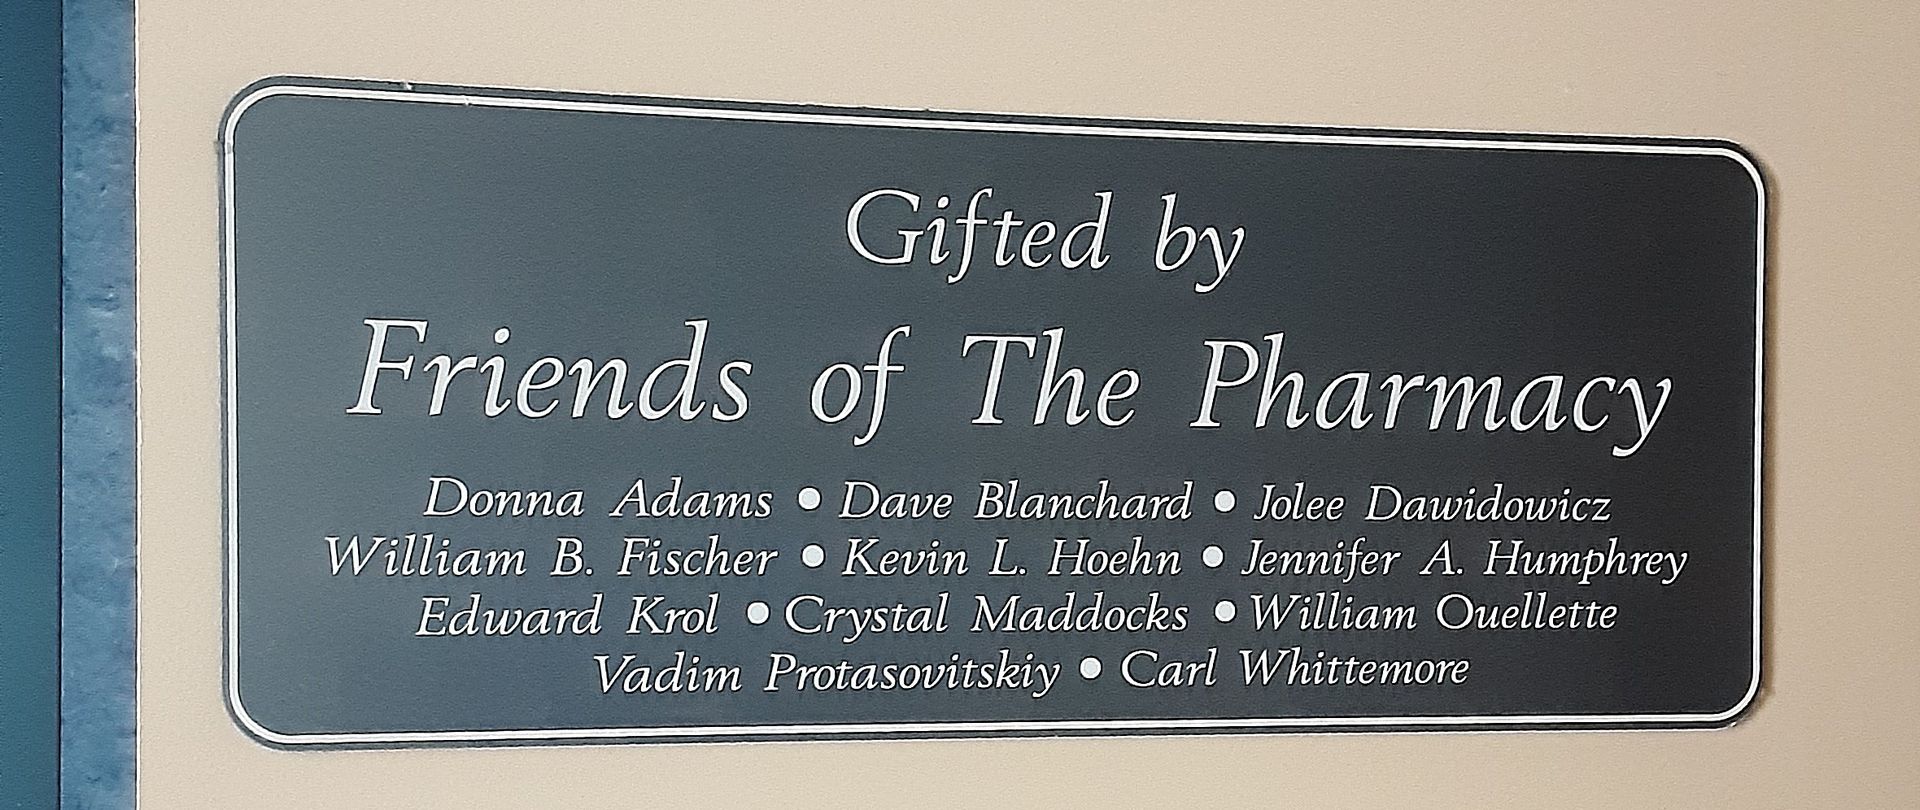 Gifted by
Friends of The Pharmacy
Donna Adams • Dave Blanchard • Jolee Dawidowicz
William B. Fischer • Kevin L. Hoehn • Jennifer A. Humphrey
Edward Krol • Crystal Maddocks • William Ouellette
Vadim Protasovitskiy • Carl Whittemore